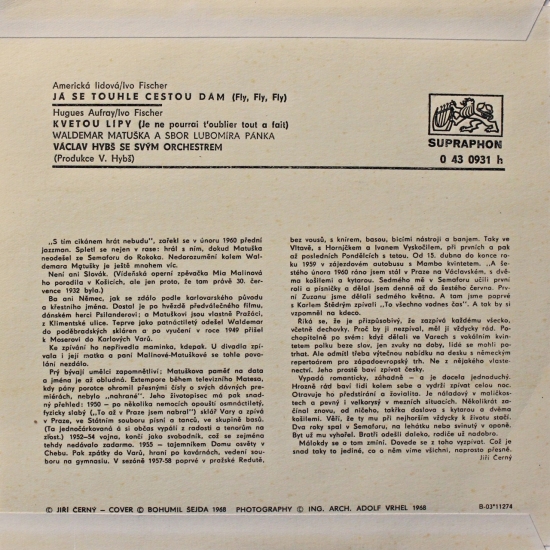 Americká lidová/Ivo Fischer
JÁ SE TOUHLE CESTOU DÁM (Fly, Fly, Fly)
Hugues Aufray/Ivo Fischer
KVETOU LÍPY (Je ne pourrai t'oublier tout a fait)
WALDEMAR MATUŠKA A SBOR LUBOMÍRA PÁNKA
VÁCLAV HYBŠ SE SVÝM ORCHESTREM
(Produkce V. Hybš)
SUPRAPHON
0 43 0931 h
„S tím cikánem hrát nebudu", zařekl se v únoru 1960 přední
jazzman. Spletl se nejen v rase: hrál s ním, dokud Matuška
neodešel ze Semaforu do Rokoka. Nedorozumění kolem Wal-
demara Matušky je ještě mnohem víc.
Není ani Slovák. (Vídeňská operní zpěvačka Mia Malinová
ho porodila v Košicích, ale jen proto, že tam právě 30. čer-
vence 1932 byla.)
Ba ani Němec, jak se zdálo podle karlovarského původu
a křestního jména. Dostal je po hvězdě předválečného filmu,
dánském herci Psilanderovi; a Matuškovi jsou vlastně Pražáci,
z Klimentské ulice. Teprve jako patnáctiletý odešel Waldemar
do poděbradských skláren a po vyučení v roce 1949 přišel
k Moserovi do Karlových Varů.
Ke zpívání ho nepřivedla maminka, kdepak. U divadla zpí-
vala i její matka a paní Malinové-Matuškové se tohle povo-
lání nezdálo.
Prý bývají umělci zapomnětliví: Matuškova paměť na data
a jména je až obludná. Extempore během televizního Matesa,
kdy pány porotce ohromil přesnými čísly o svých dávných pre-
miérách, nebylo „nahrané". Jeho životopisec má pak snad-
ný přehled: 1950 — po několika nemocech opouští osmnáctiletý,
fyzicky slabý („To až v Praze jsem nabral") sklář Vary a zpívá
v Praze, ve Státním souboru písní a tanců, ve skupině basů.
(Ta jednočárkovaná á si občas vypálí z radosti a tenorům na
zlost.) 1952—54 vojna, končí jako svobodník, což se zejména
tehdy nedávalo zadarmo. 1955 — tajemníkem Domu osvěty v
Chebu. Pak zpátky do Varů, hraní po kavárnách, vedení sou-
boru na gymnasiu. V sezóně 1957-58 poprvé v pražské Redutě,
bez vousů, s knírem, basou, bicími nástroji a banjem. Taky ve
Vltavě, s Horníčkem a Ivanem Vyskočilem, při prvních a pak
až posledních Pondělcích s tetou. Od 15. dubna do konce ro-
ku 1959 v zájezdovém autobusu s Mambo kvintetem. „A še-
stého února 1960 ráno jsem stál v Praze na Václavském, s dvě-
ma košilemi a kytarou. Sedmého mě v Semaforu učili první
roli a písničky a dělal jsem denně až do šestého června. Prv-
ní Zuzanu jsme dělali sedmého května. A tam jsme poprvé
s Karlem Štědrým zpívali „To všechno vodnes čas". A tak by si
vzpomněl na kdeco.
Říká se, že je přizpůsobivý, že zazpívá každému všecko,
včetně dechovky. Proč by ji nezpíval, měl ji vždycky rád. Po-
chopitelně po svém: když dělali ve Varech s vokálním kvin-
tetem polku bez slov, jen zvuky na dabý, lidé se mohli po-
trhat. Ale odmítl třeba výtečnou nabídku na desku s německým
repertoárem pro západoevropský trh. Ne z nějakého vlaste-
nectví. Jeho prostě baví zpívat česky.
Vypadá romanticky, záhadně — a je docela jednoduchý.
Hrozně rád baví lidi kolem sebe a vydrží zpívat celou noc.
Otravuje ho předstírání a žovialita. Je náladový v maličkos-
tech a pevný i velkorysý v mezních situacích. Několikrát za-
čínal znovu, od ničeho, takřka doslova s kytarou a dvěma
košilemi. Věří, že ty mu při nejhorším vždycky k životu stačí.
Dva roky spal v Semaforu, na lehátku nebo svinutý v oponě.
Byt už mu vyhořel. Bratři odešli daleko, rodiče už nadobro.
Málokdy se o tom zmíní. Dovede se z toho vyzpívat. Což je
snad taky to jediné, co o něm víme všichni, naprosto přesně.
Jiří Černý
© JIŘÍ ČERNÝ – COVER © BOHUMIL ŠEJDA 1968 PHOTOGRAPHY © ING. ARCH. ADOLF VRHEL 1968
B-03*11274